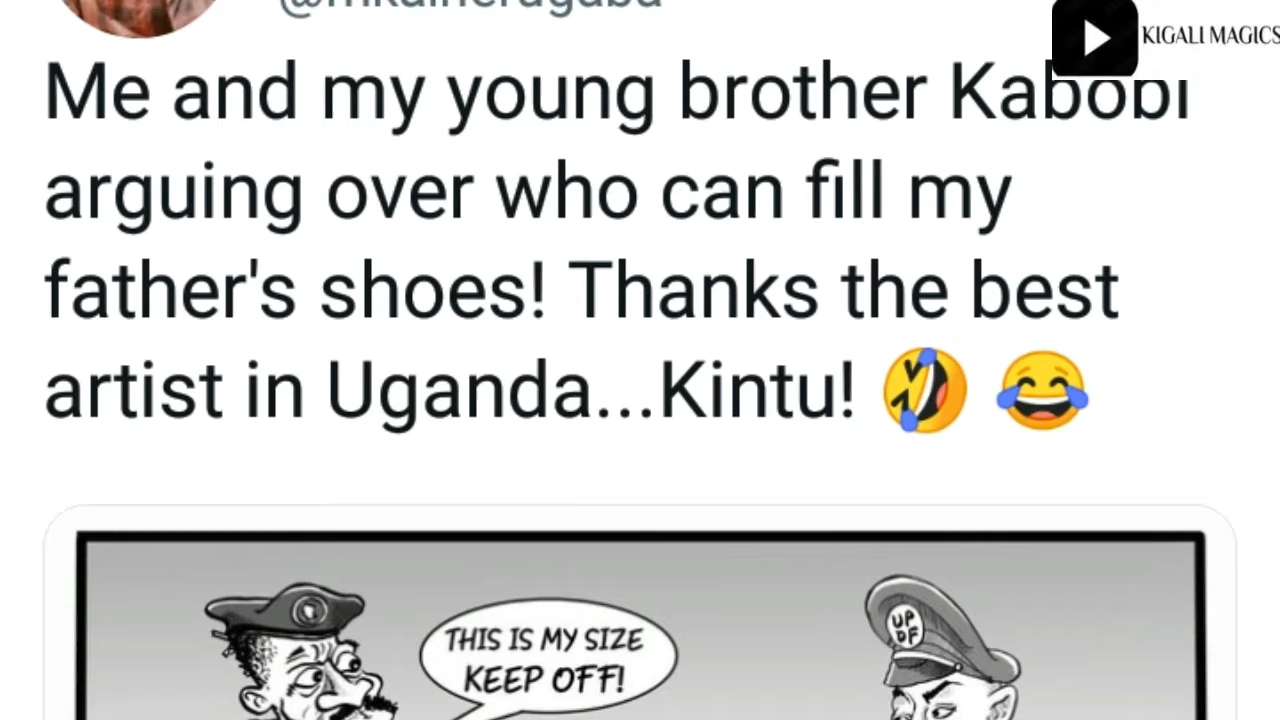 @mkainerugaba
KIGALI MAGICS
Me and my young brother Kabobi
arguing over who can fill my
father's shoes! Thanks the best
artist in Uganda...Kintu! 🤣 😂
THIS IS MY SIZE
KEEP OFF!
UP
DF